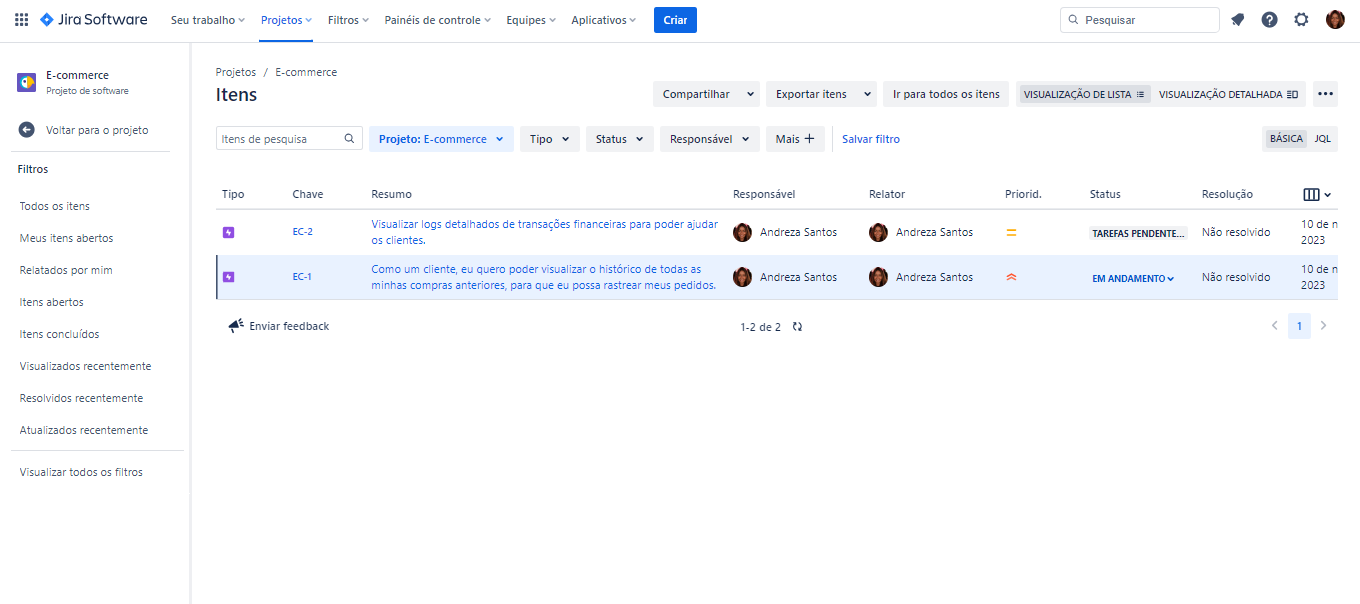 Jira Software Seu trabalho Projetos Filtros Painéis de controle Equipes Aplicativos Criar Pesquisar
E-commerce
Projeto de software
Voltar para o projeto
Filtros
Todos os itens
Meus itens abertos
Relatados por mim
Itens abertos
Itens concluídos
Visualizados recentemente
Resolvidos recentemente
Atualizados recentemente
Visualizar todos os filtros
Projetos / E-commerce
Itens
Compartilhar Exportar itens Ir para todos os itens VISUALIZAÇÃO DE LISTA VISUALIZAÇÃO DETALHADA
Itens de pesquisa Projeto: E-commerce Tipo Status Responsável Mais + Salvar filtro BÁSICA JQL
Tipo Chave Resumo Responsável Relator Priorid. Status Resolução
EC-2 Visualizar logs detalhados de transações financeiras para poder ajudar
os clientes. Andreza Santos Andreza Santos TAREFAS PENDENTE... Não resolvido 10 de n
2023
EC-1 Como um cliente, eu quero poder visualizar o histórico de todas as
minhas compras anteriores, para que eu possa rastrear meus pedidos. Andreza Santos Andreza Santos EM ANDAMENTO Não resolvido 10 de n
2023
Enviar feedback 1-2 de 2 1